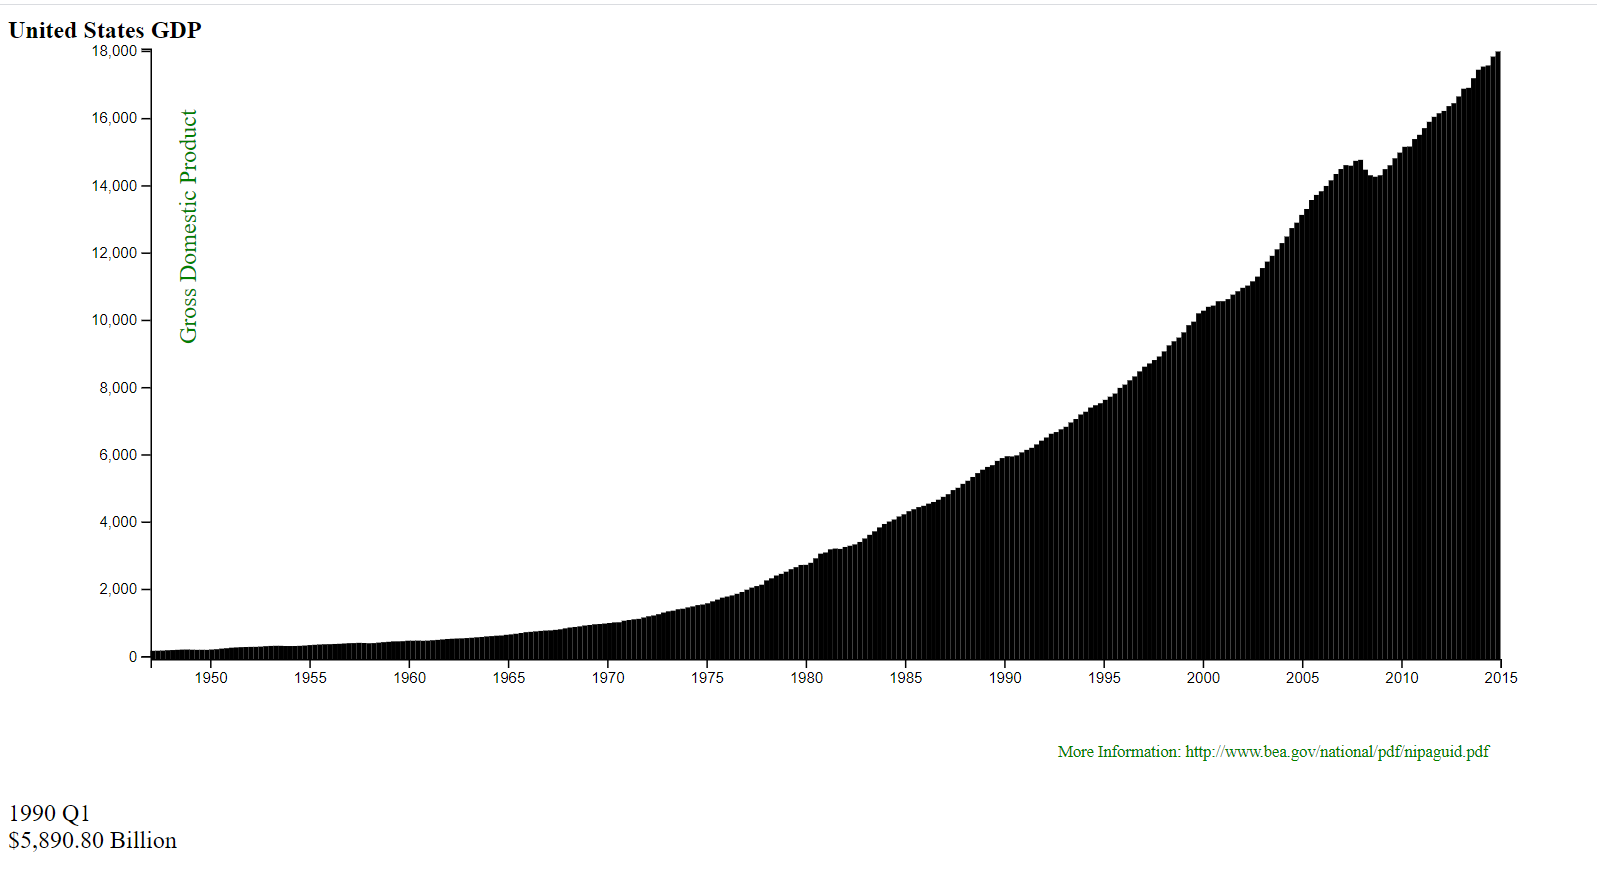 United States GDP
18,000
16,000
14,000
12,000
10,000
8,000
6,000
4,000
2,000
0
Gross Domestic Product
1950 1955 1960 1965 1970 1975 1980 1985 1990 1995 2000 2005 2010 2015
More Information: http://www.bea.gov/national/pdf/nipaguid.pdf
1990 Q1
$5,890.80 Billion